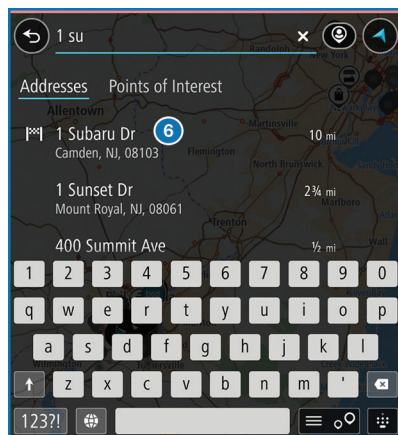 1 su ×
Randolph
New York
Addresses Points of Interest
Allentown
6
Martinsville
1 Subaru Dr 10 mi
Camden, NJ, 08103
Flemington
North Brunswick
1 Sunset Dr 2¾ mi
Mount Royal, NJ, 08061
Marlboro
Trenton
400 Summit Ave ½ mi
Wall
1 2 3 4 5 6 7 8 9 0
q w e r t y u i o p
a s d f g h j k l
Wilmington
z x c v b n m '
123?!